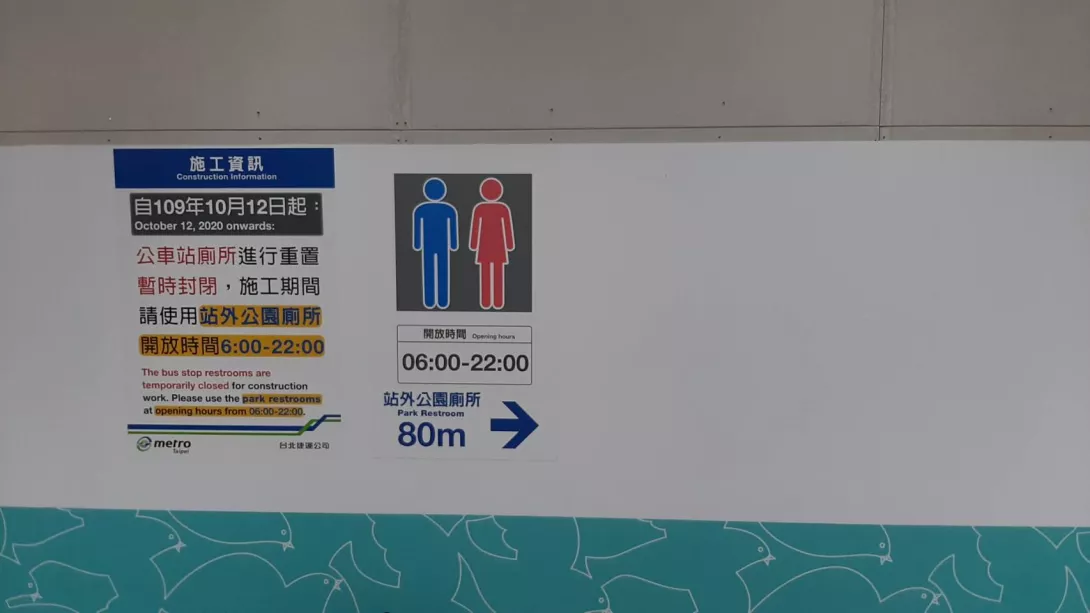 施工資訊
Construction Information
自109年10月12日起：
October 12, 2020 onwards:
公車站廁所進行重置
暫時封閉，施工期間
請使用站外公園廁所
開放時間6:00-22:00
The bus stop restrooms are
temporarily closed for construction
work. Please use the park restrooms
at opening hours from 06:00-22:00.
metro
Taipei
台北捷運公司
開放時間 Opening hours
06:00-22:00
站外公園廁所
Park Restroom
80m